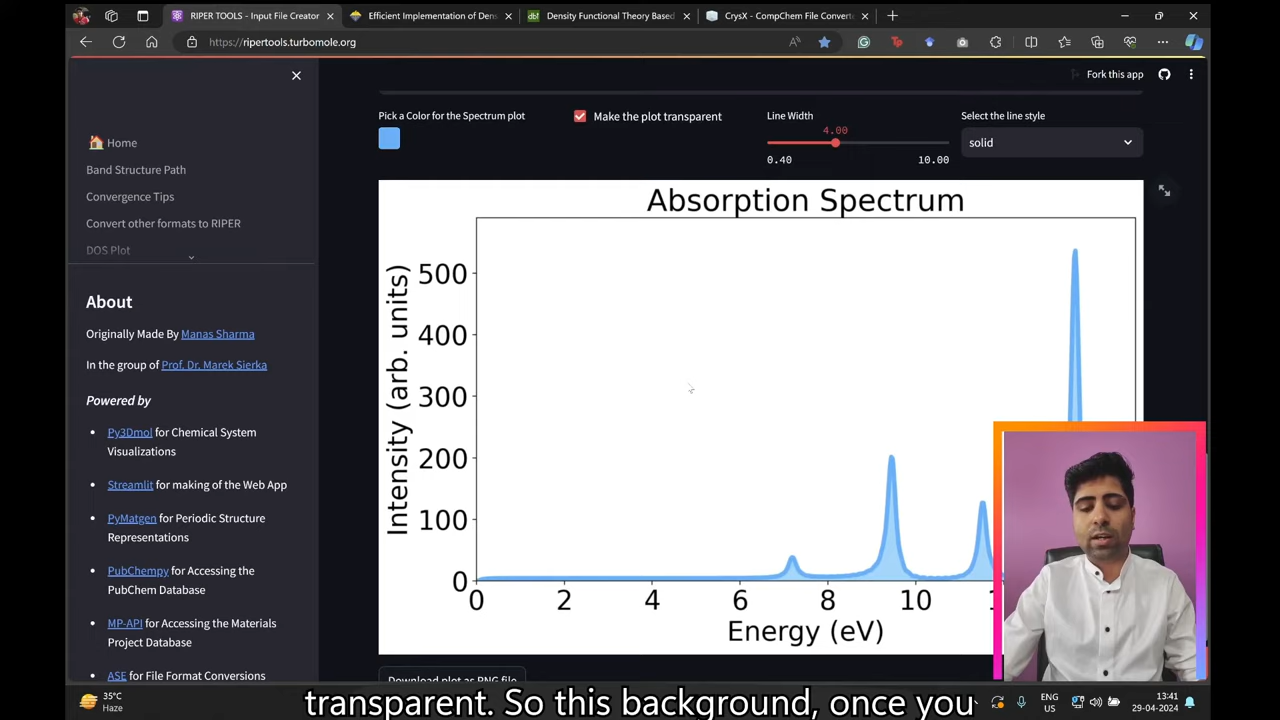 RIPER TOOLS - Input File Creator
Efficient Implementation of Dens
Density Functional Theory Based
CrysX - CompChem File Convert
https://ripertools.turbomole.org
Fork this app
🏠 Home
Band Structure Path
Convergence Tips
Convert other formats to RIPER
DOS Plot
About
Originally Made By Manas Sharma
In the group of Prof. Dr. Marek Sierka
Powered by
Py3Dmol for Chemical System
Visualizations
Streamlit for making of the Web App
PyMatgen for Periodic Structure
Representations
PubChempy for Accessing the
PubChem Database
MP-API for Accessing the Materials
Project Database
ASE for File Format Conversions
Pick a Color for the Spectrum plot
Make the plot transparent
Line Width
4.00
0.40 10.00
Select the line style
solid
Absorption Spectrum
Intensity (arb. units)
500
400
300
200
100
0
0 2 4 6 8 10
Energy (eV)
Download plot as PNG file
transparent. So this background, once you
35°C
Haze
ENG
US
13:41
29-04-2024